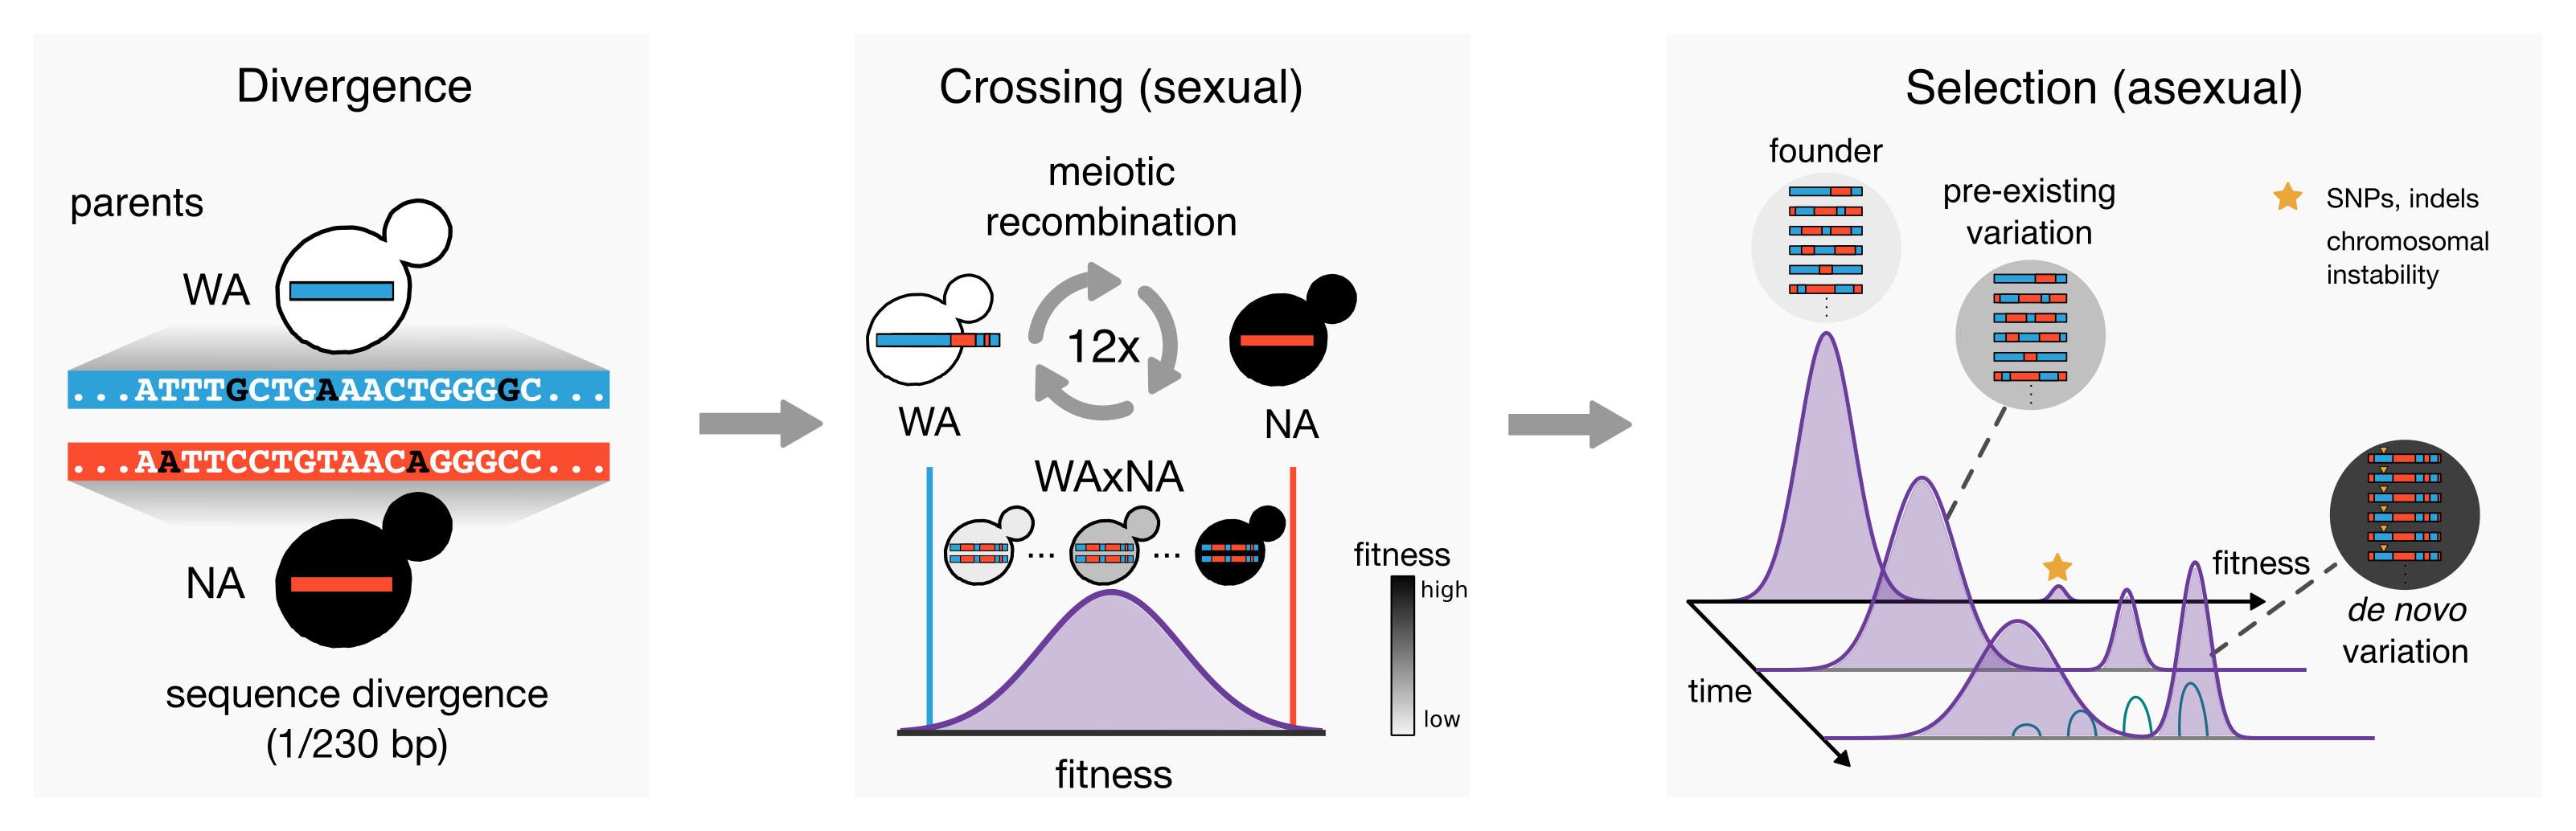 Divergence
parents
WA
...ATTTGCTGAAACTGGGGC...
...AATTCCTGTAACAGGGCC...
NA
sequence divergence
(1/230 bp)
Crossing (sexual)
meiotic
recombination
12x
WA
NA
WAxNA
... ...
fitness
high
low
fitness
Selection (asexual)
founder
pre-existing
variation
SNPs, indels
chromosomal
instability
fitness
de novo
variation
time